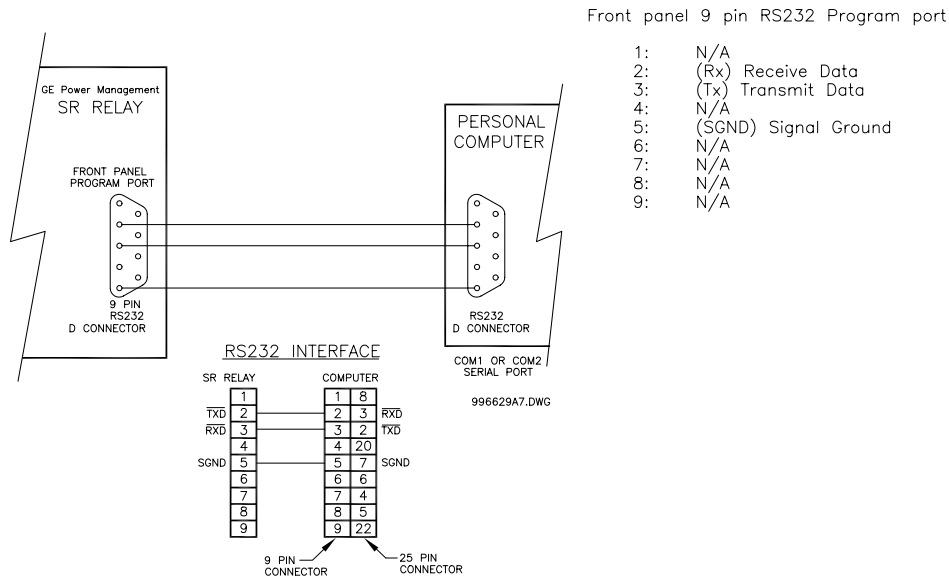 Front panel 9 pin RS232 Program port
1: N/A
2: (Rx) Receive Data
3: (Tx) Transmit Data
4: N/A
5: (SGND) Signal Ground
6: N/A
7: N/A
8: N/A
9: N/A
GE Power Management
SR RELAY
FRONT PANEL
PROGRAM PORT
9 PIN
RS232
D CONNECTOR
PERSONAL
COMPUTER
RS232
D CONNECTOR
COM1 OR COM2
SERIAL PORT
996629A7.DWG
RS232 INTERFACE
SR RELAY COMPUTER
1 1 8
TXD 2 2 3 RXD
RXD 3 3 2 TXD
4 4 20
SGND 5 5 7 SGND
6 6 6
7 7 4
8 8 5
9 9 22
9 PIN
CONNECTOR
25 PIN
CONNECTOR